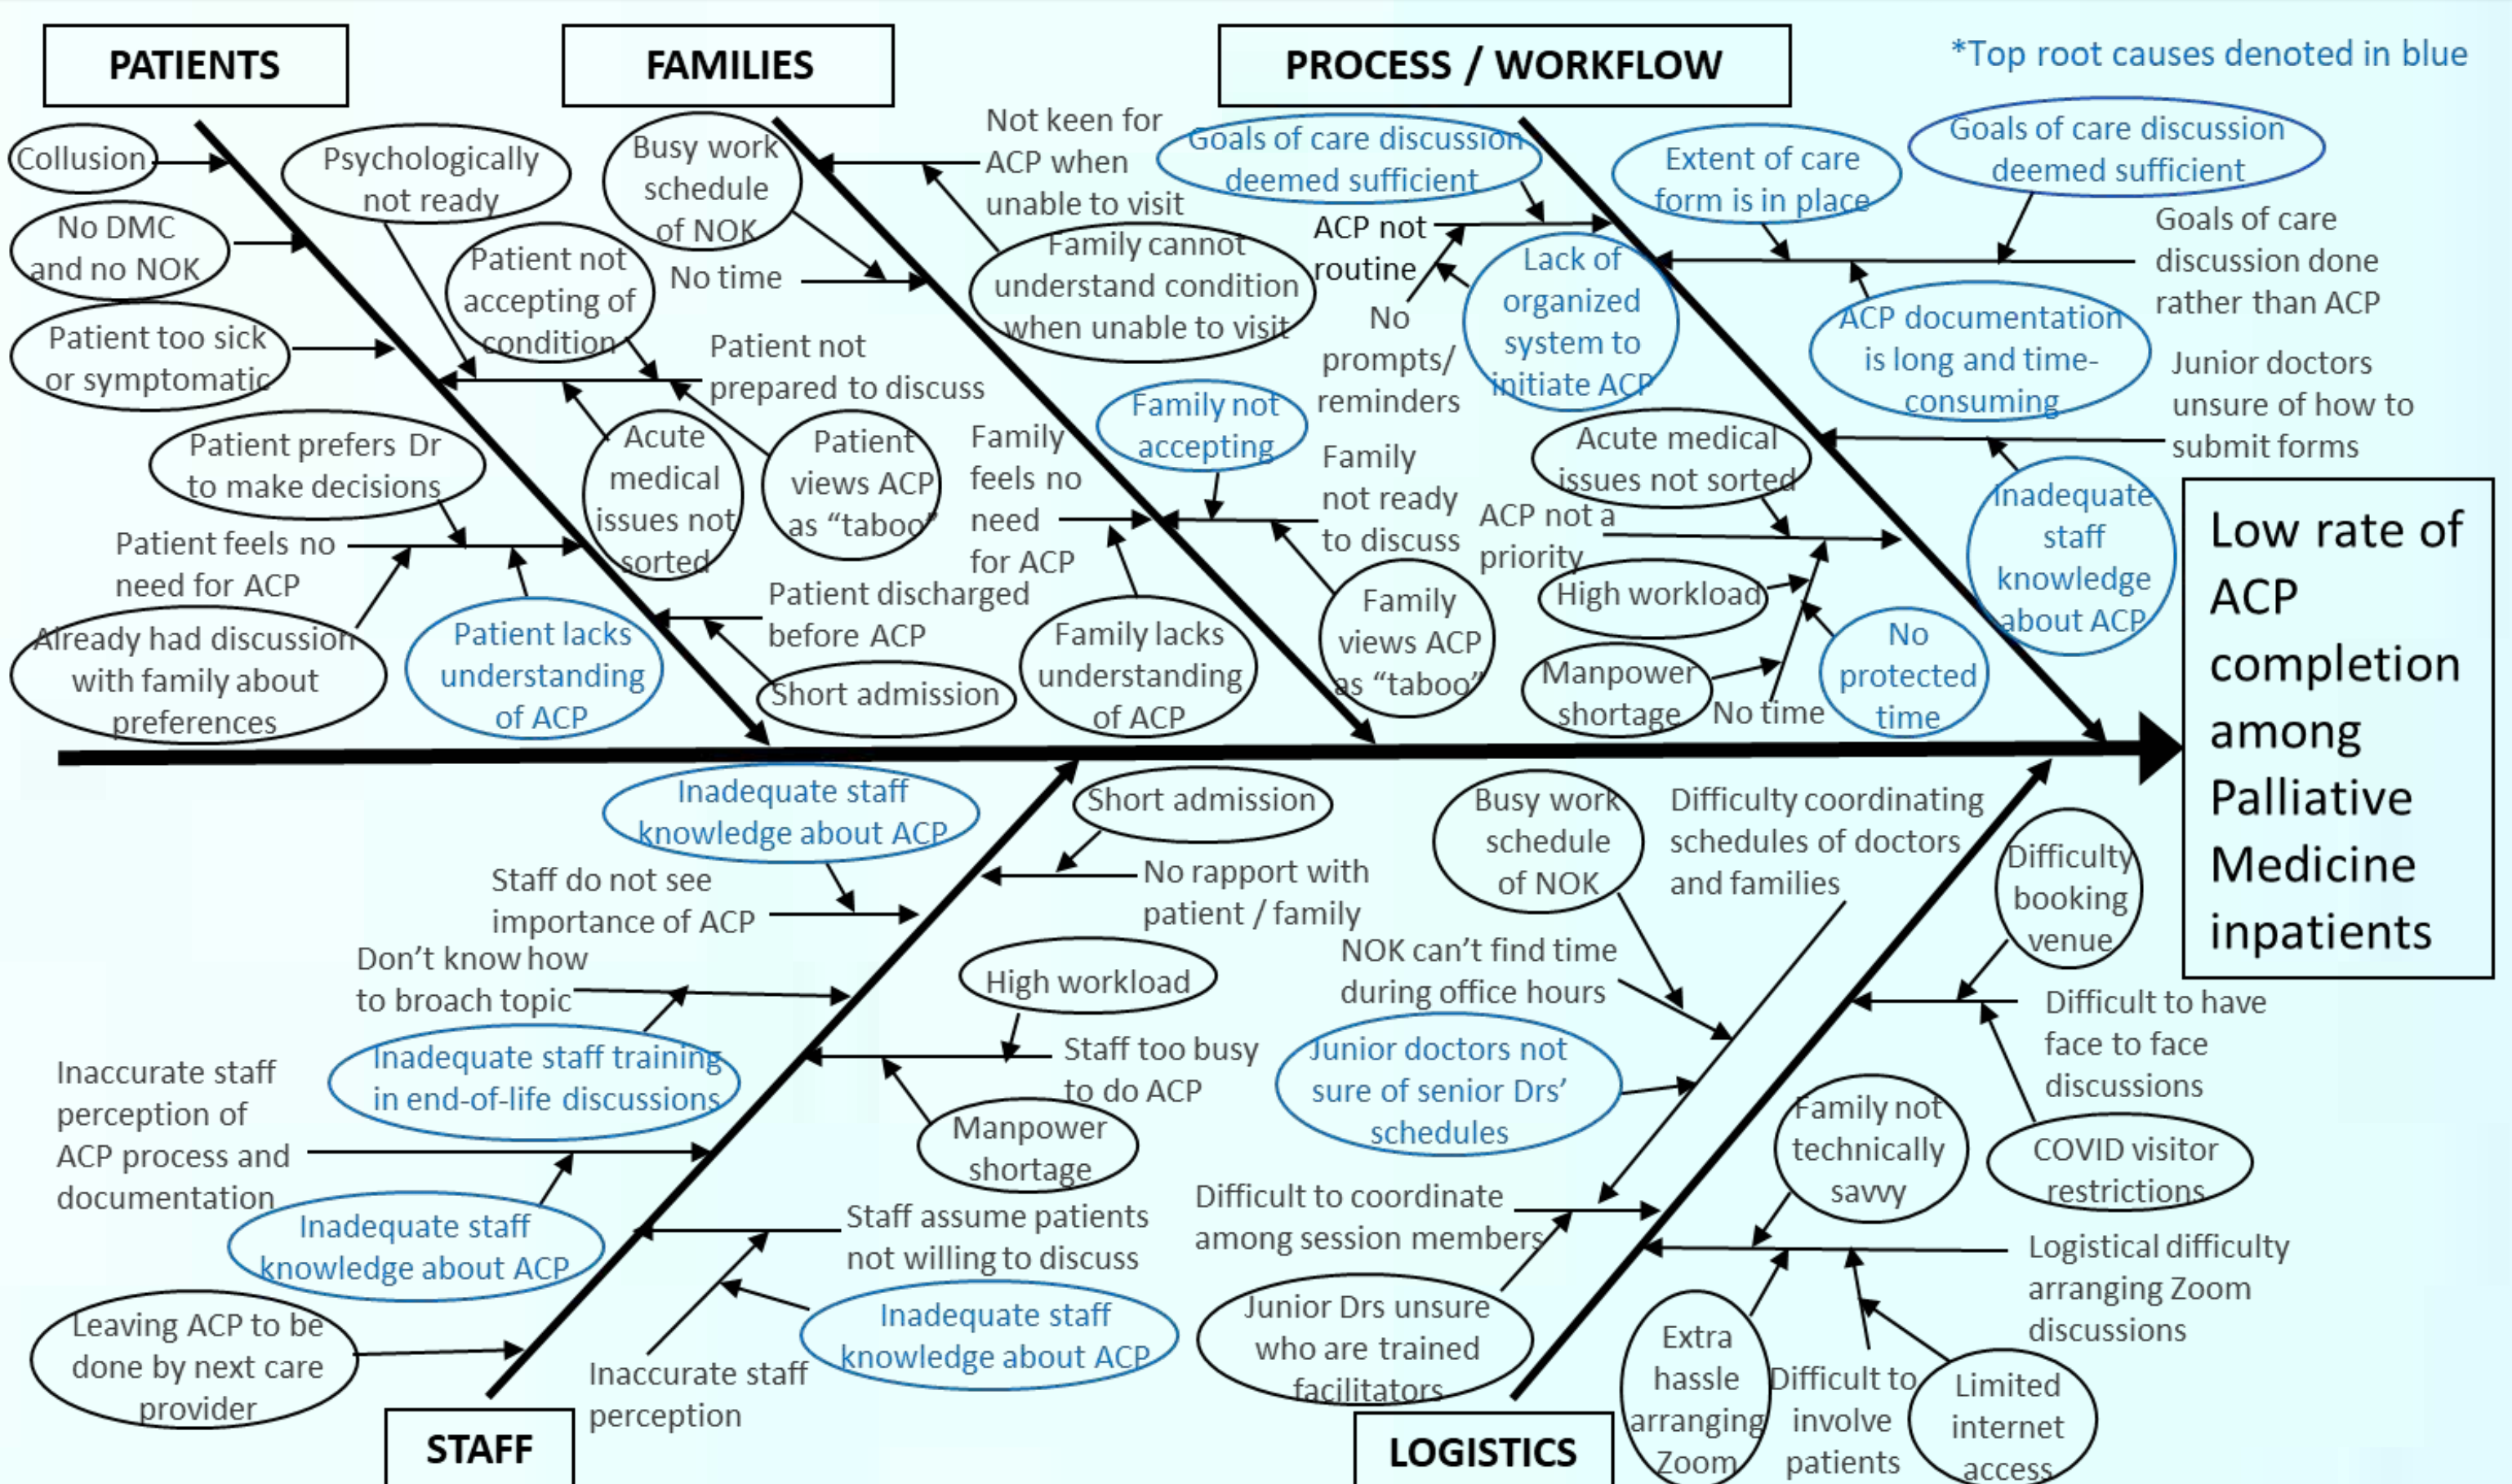 PATIENTS
FAMILIES
PROCESS / WORKFLOW
*Top root causes denoted in blue
Collusion
No DMC
and no NOK
Patient too sick
or symptomatic
Psychologically
not ready
Patient not
accepting of
condition
Patient not
prepared to discuss
Acute
medical
issues not
sorted
Patient
views ACP
as “taboo”
Patient prefers Dr
to make decisions
Patient feels no
need for ACP
Already had discussion
with family about
preferences
Patient lacks
understanding
of ACP
Patient discharged
before ACP
Short admission
Busy work
schedule
of NOK
No time
Not keen for
ACP when
unable to visit
Family cannot
understand condition
when unable to visit
Family
feels no
need
for ACP
Family lacks
understanding
of ACP
Family not
accepting
Family
not ready
to discuss
Family
views ACP
as “taboo”
Goals of care discussion
deemed sufficient
ACP not
routine
No
prompts/
reminders
Lack of
organized
system to
initiate ACP
Extent of care
form is in place
Goals of care discussion
deemed sufficient
Goals of care
discussion done
rather than ACP
ACP documentation
is long and time-
consuming
Junior doctors
unsure of how to
submit forms
Inadequate
staff
knowledge
about ACP
Acute medical
issues not sorted
ACP not a
priority
High workload
Manpower
shortage
No time
No
protected
time
Low rate of
ACP
completion
among
Palliative
Medicine
inpatients
Inadequate staff
knowledge about ACP
Staff do not see
importance of ACP
Short admission
No rapport with
patient / family
Don’t know how
to broach topic
Inadequate staff training
in end-of-life discussions
High workload
Staff too busy
to do ACP
Manpower
shortage
Inaccurate staff
perception of
ACP process and
documentation
Inadequate staff
knowledge about ACP
Staff assume patients
not willing to discuss
Inadequate staff
knowledge about ACP
Inaccurate staff
perception
Leaving ACP to be
done by next care
provider
STAFF
Busy work
schedule
of NOK
Difficulty coordinating
schedules of doctors
and families
NOK can’t find time
during office hours
Junior doctors not
sure of senior Drs’
schedules
Difficult to coordinate
among session members
Junior Drs unsure
who are trained
facilitators
Difficulty
booking
venue
Difficult to have
face to face
discussions
COVID visitor
restrictions
Family not
technically
savvy
Logistical difficulty
arranging Zoom
discussions
Extra
hassle
arranging
Zoom
Difficult to
involve
patients
Limited
internet
access
LOGISTICS